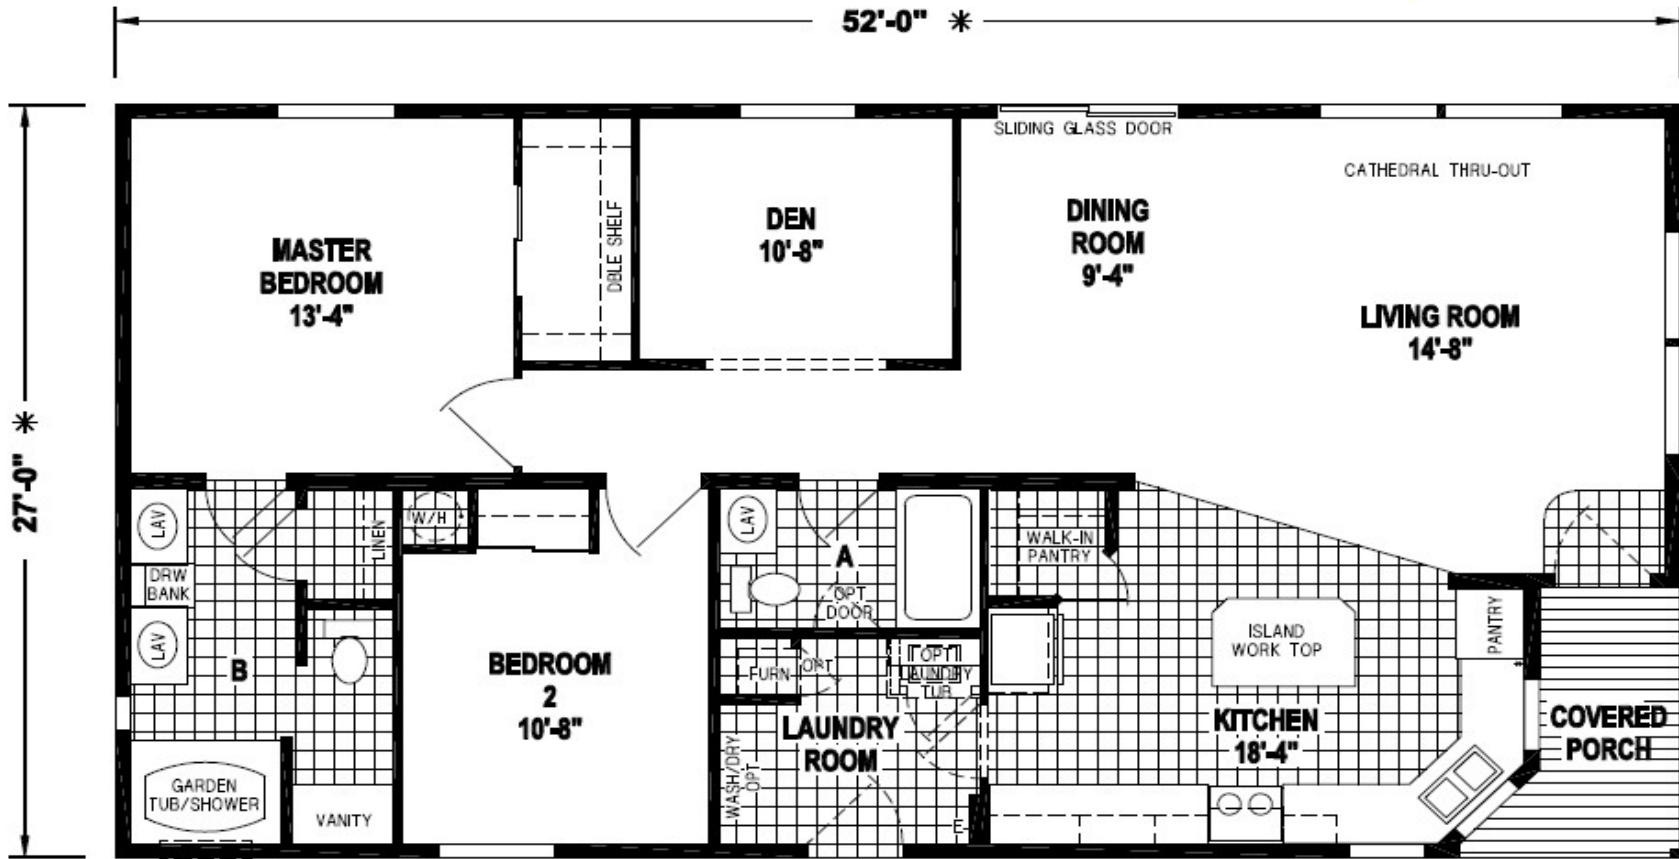 52'-0" *
27'-0" *
SLIDING GLASS DOOR
CATHEDRAL THRU-OUT
MASTER
BEDROOM
13'-4"
DBLE SHELF
DEN
10'-8"
DINING
ROOM
9'-4"
LIVING ROOM
14'-8"
LAV
DRW
BANK
LAV
B
LINEN
W/H
GARDEN
TUB/SHOWER
VANITY
BEDROOM
2
10'-8"
LAV
A
OPT
DOOR
FURN
OPT
OPT
LAUNDRY
TUB
LAUNDRY
ROOM
WASH/DRY
OPT
E
WALK-IN
PANTRY
ISLAND
WORK TOP
PANTRY
KITCHEN
18'-4"
COVERED
PORCH